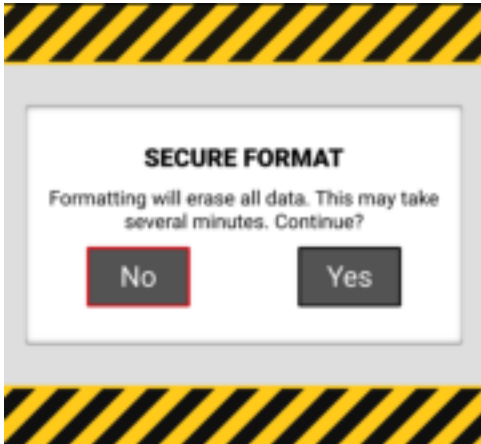 SECURE FORMAT
Formatting will erase all data. This may take
several minutes. Continue?
No Yes